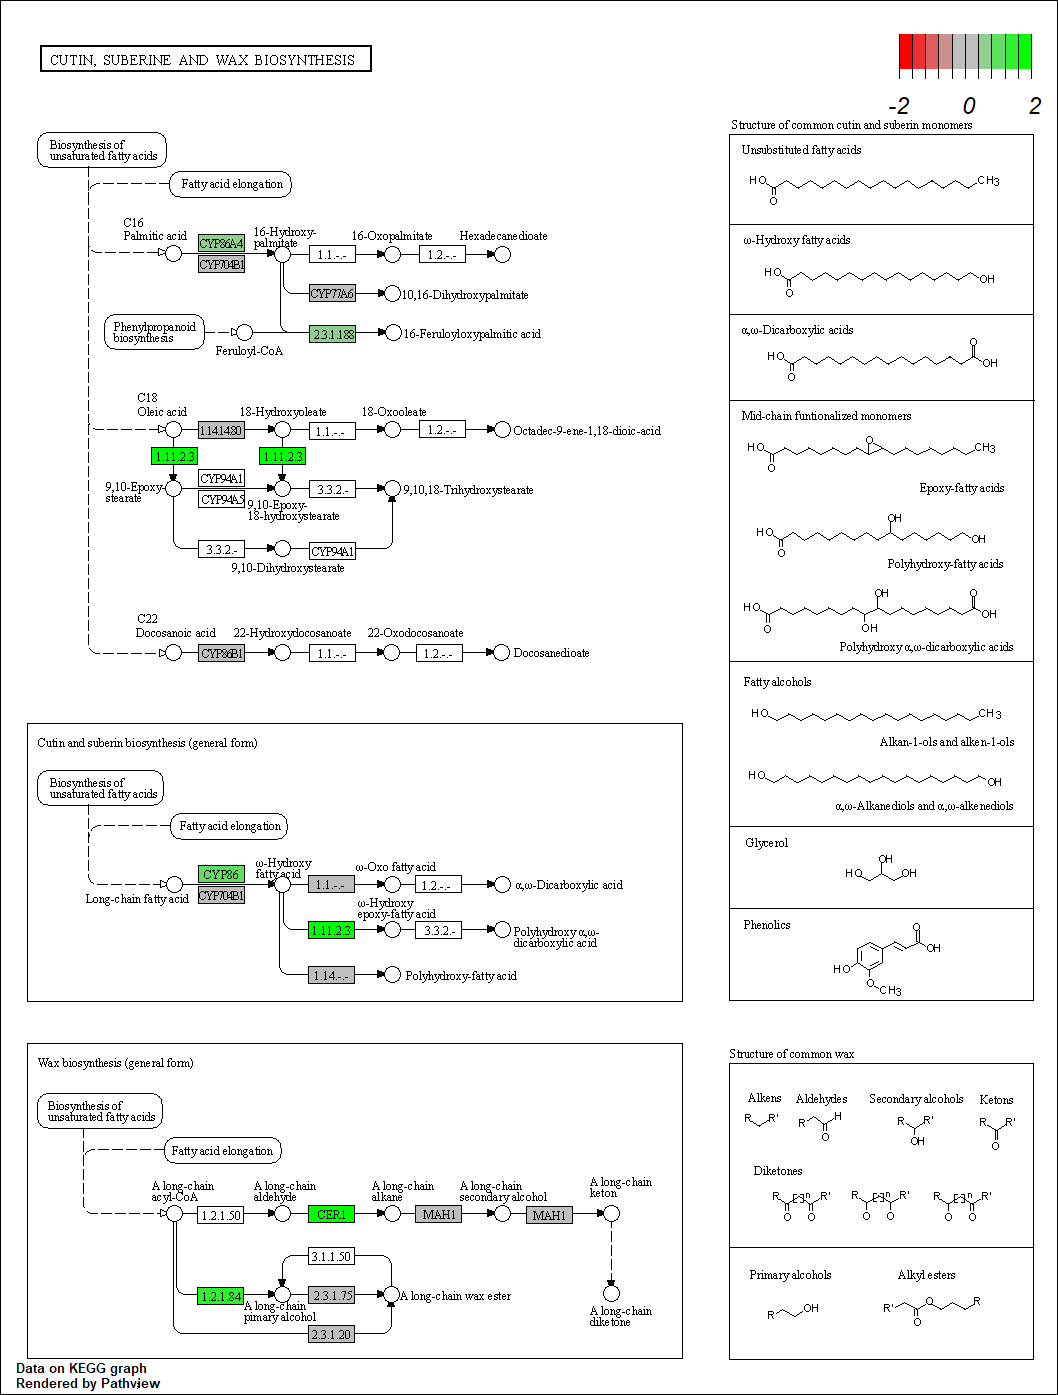 CUTIN, SUBERINE AND WAX BIOSYNTHESIS
-2 0 2
Biosynthesis of
unsaturated fatty acids
Fatty acid elongation
C16
Palmitic acid
CYP86A4
CYP704B1
16-Hydroxy-
palmitate
1.1.-.-
16-Oxopalmitate
1.2.-.-
Hexadecanedioate
CYP77A6
10,16-Dihydroxypalmitate
Phenylpropanoid
biosynthesis
Feruloyl-CoA
2.3.1.188
16-Feruloyloxypalmitic acid
C18
Oleic acid
1.14.14.80
18-Hydroxyoleate
1.1.-.-
18-Oxooleate
1.2.-.-
Octadec-9-ene-1,18-dioic-acid
1.11.2.3
1.11.2.3
9,10-Epoxy-
stearate
CYP94A1
CYP94A5
9,10-Epoxy-
18-hydroxystearate
3.3.2.-
9,10,18-Trihydroxystearate
3.3.2.-
9,10-Dihydroxystearate
CYP94A1
C22
Docosanoic acid
CYP86B1
22-Hydroxydocosanoate
1.1.-.-
22-Oxodocosanoate
1.2.-.-
Docosanedioate
Cutin and suberin biosynthesis (general form)
Biosynthesis of
unsaturated fatty acids
Fatty acid elongation
Long-chain fatty acid
CYP86
CYP704B1
ω-Hydroxy
fatty acid
1.1.-.-
ω-Oxo fatty acid
1.2.-.-
α,ω-Dicarboxylic acid
1.11.2.3
ω-Hydroxy
epoxy-fatty acid
3.3.2.-
Polyhydroxy α,ω-
dicarboxylic acid
1.14.-.-
Polyhydroxy-fatty acid
Wax biosynthesis (general form)
Biosynthesis of
unsaturated fatty acids
Fatty acid elongation
A long-chain
acyl-CoA
1.2.1.50
A long-chain
aldehyde
CER1
A long-chain
alkane
MAH1
A long-chain
secondary alcohol
MAH1
A long-chain
keton
3.1.1.50
1.2.1.84
A long-chain
pimary alcohol
2.3.1.75
A long-chain wax ester
2.3.1.20
A long-chain
diketone
Structure of common cutin and suberin monomers
Unsubstituted fatty acids
HO
O
CH3
ω-Hydroxy fatty acids
HO
O
OH
α,ω-Dicarboxylic acids
HO
O
O
OH
Mid-chain funtionalized monomers
HO
O
O
CH3
Epoxy-fatty acids
HO
O
OH
OH
Polyhydroxy-fatty acids
HO
O
OH
OH
O
OH
Polyhydroxy α,ω-dicarboxylic acids
Fatty alcohols
HO
CH3
Alkan-1-ols and alken-1-ols
HO
OH
α,ω-Alkanediols and α,ω-alkenediols
Glycerol
OH
HO
OH
Phenolics
O
OH
HO
O
CH3
Structure of common wax
Alkens
R R'
Aldehydes
R H
O
Secondary alcohols
R R'
OH
Ketons
R R'
O
Diketones
R [ ]n R'
O O
R [ ]n R'
O O
R [ ]n R'
O O
Primary alcohols
R OH
Alkyl esters
R' O R
O
Data on KEGG graph
Rendered by Pathview